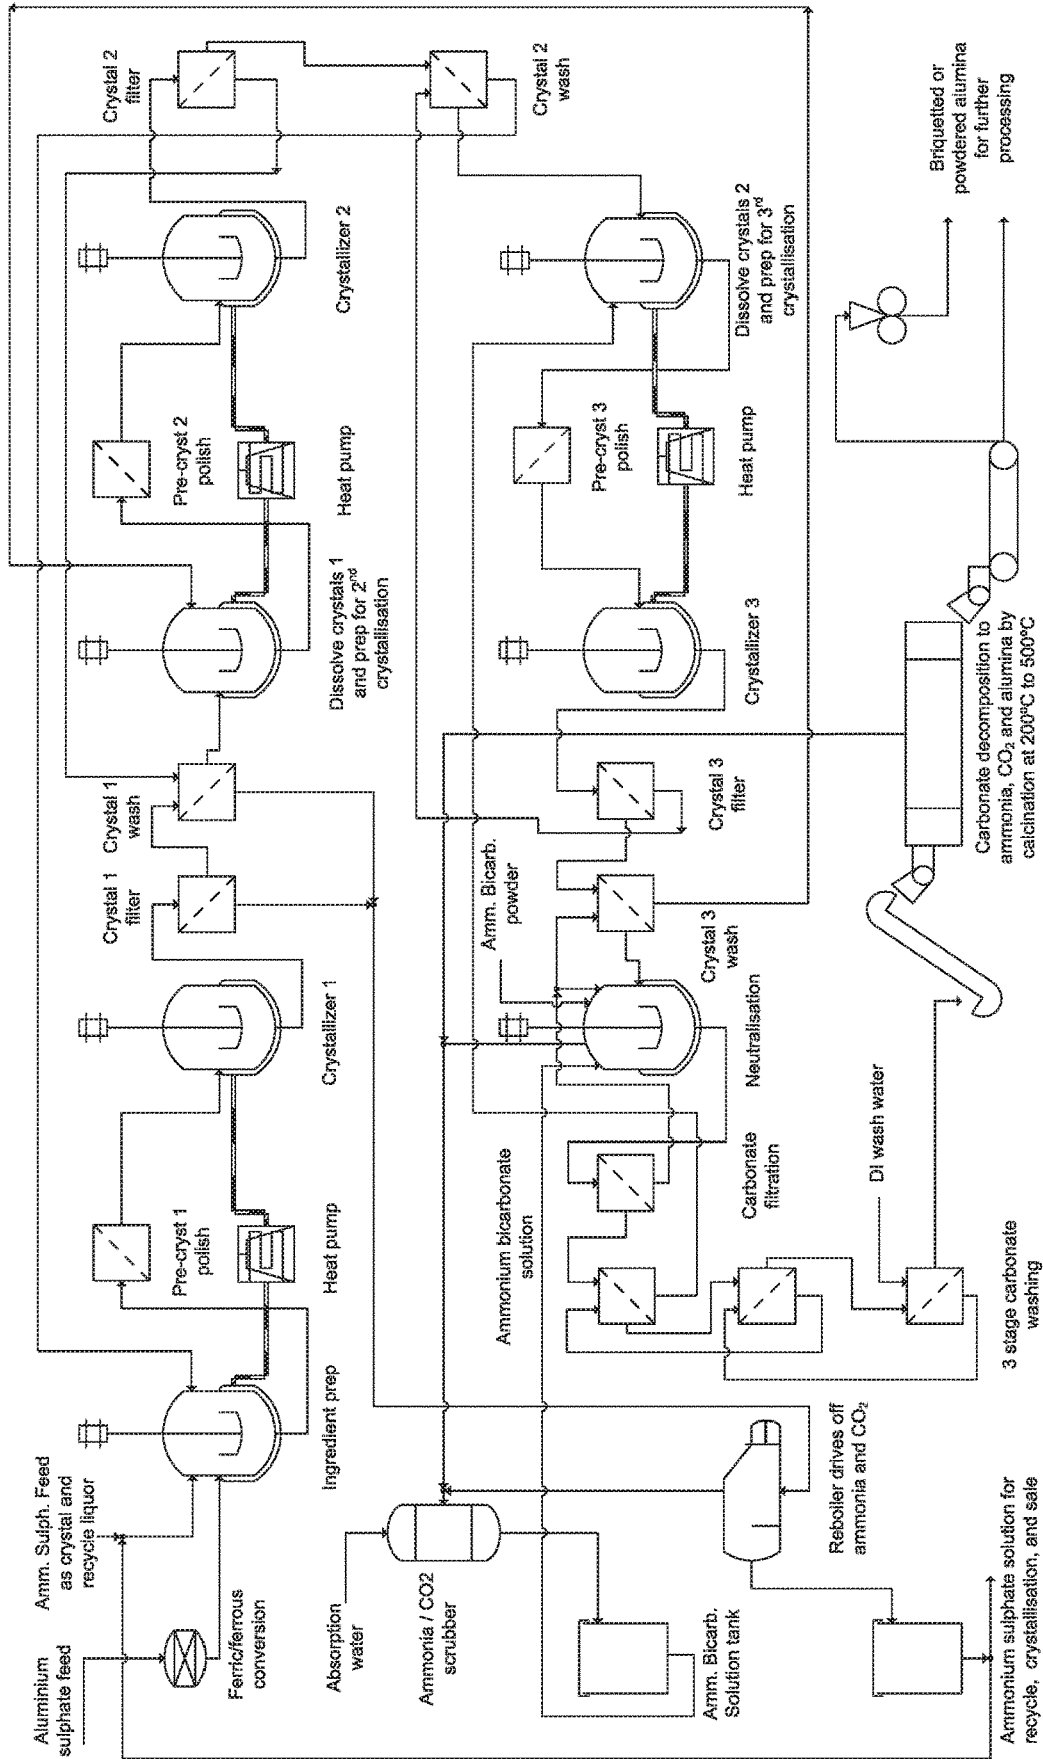 Aluminium
sulphate feed
Amm. Sulph. Feed
as crystal and
recycle liquor
Ferric/ferrous
conversion
Ingredient prep
Pre-cryst 1
polish
Heat pump
Crystallizer 1
Crystal 1
filter
Crystal 1
wash
Dissolve crystals 1
and prep for 2nd
crystallisation
Pre-cryst 2
polish
Heat pump
Crystallizer 2
Crystal 2
filter
Crystal 2
wash
Absorption
water
Ammonia / CO2
scrubber
Amm. Bicarb.
Solution tank
Ammonium bicarbonate
solution
Amm. Bicarb.
powder
Carbonate
filtration
Neutralisation
Crystal 3
wash
Crystal 3
filter
Crystallizer 3
Pre-cryst 3
polish
Heat pump
Dissolve crystals 2
and prep for 3rd
crystallisation
Reboiler drives off
ammonia and CO₂
Ammonium sulphate solution for
recycle, crystallisation, and sale
3 stage carbonate
washing
DI wash water
Carbonate decomposition to
ammonia, CO₂ and alumina by
calcination at 200ºC to 500ºC
Briquetted or
powdered alumina
for further
processing